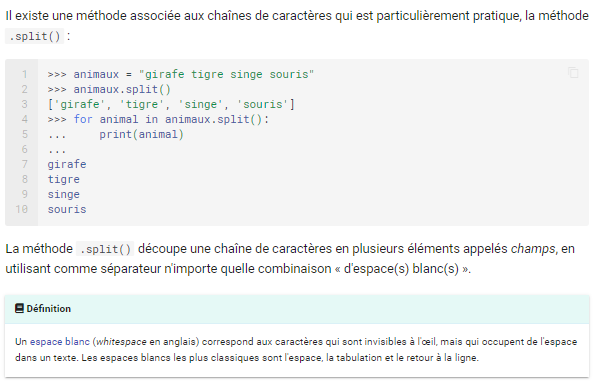 Il existe une méthode associée aux chaînes de caractères qui est particulièrement pratique, la méthode
.split() :
1 >>> animaux = "girafe tigre singe souris"
2 >>> animaux.split()
3 ['girafe', 'tigre', 'singe', 'souris']
4 >>> for animal in animaux.split():
5 ...     print(animal)
6 ...
7 girafe
8 tigre
9 singe
10 souris
La méthode .split() découpe une chaîne de caractères en plusieurs éléments appelés champs, en
utilisant comme séparateur n'importe quelle combinaison « d'espace(s) blanc(s) ».
Définition
Un espace blanc (whitespace en anglais) correspond aux caractères qui sont invisibles à l'œil, mais qui occupent de l'espace
dans un texte. Les espaces blancs les plus classiques sont l'espace, la tabulation et le retour à la ligne.